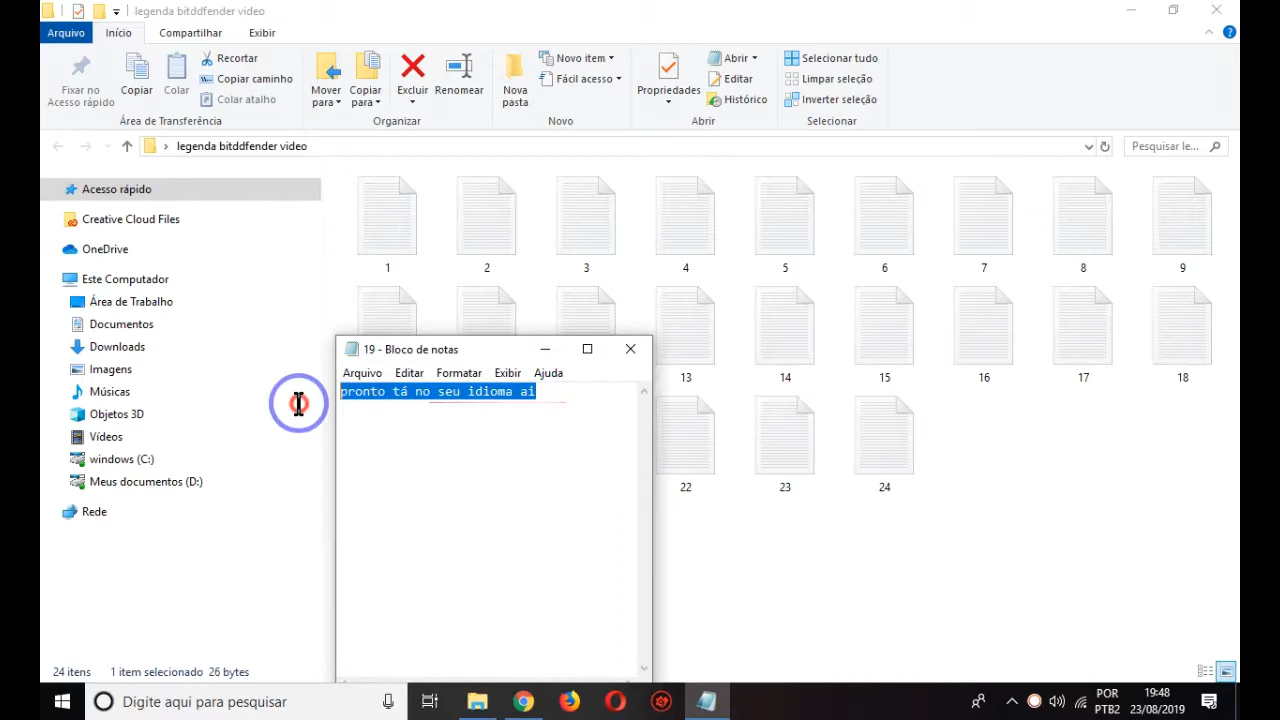 legenda bitddfender video
Arquivo Início Compartilhar Exibir
Fixar no Acesso rápido
Copiar
Colar
Recortar
Copiar caminho
Colar atalho
Área de Transferência
Mover para
Copiar para
Excluir
Renomear
Organizar
Nova pasta
Novo item
Fácil acesso
Novo
Propriedades
Abrir
Editar
Histórico
Abrir
Selecionar tudo
Limpar seleção
Inverter seleção
Selecionar
legenda bitddfender video
Pesquisar le...
Acesso rápido
Creative Cloud Files
OneDrive
Este Computador
Área de Trabalho
Documentos
Downloads
Imagens
Músicas
Objetos 3D
Vídeos
windows (C:)
Meus documentos (D:)
Rede
1 2 3 4 5 6 7 8 9
13 14 15 16 17 18
22 23 24
19 - Bloco de notas
Arquivo Editar Formatar Exibir Ajuda
pronto tá no seu idioma ai
24 itens 1 item selecionado 26 bytes
Digite aqui para pesquisar
POR
PTB2
19:48
23/08/2019